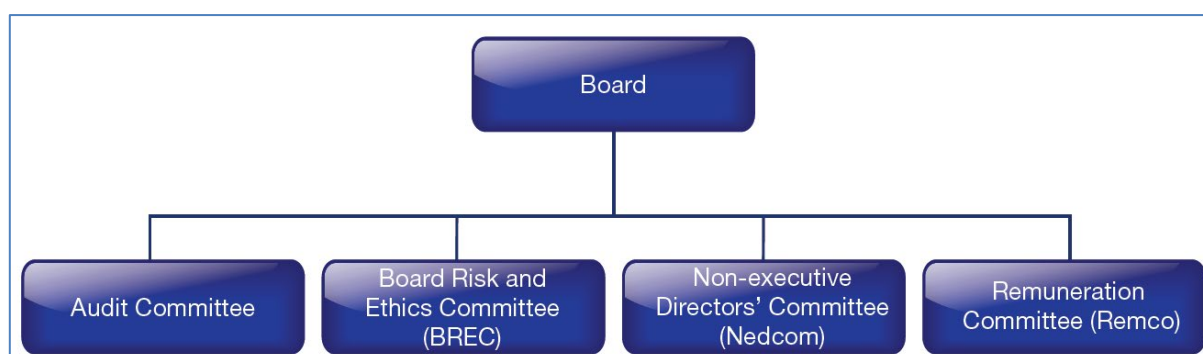 Board
Audit Committee
Board Risk and
Ethics Committee
(BREC)
Non-executive
Directors’ Committee
(Nedcom)
Remuneration
Committee (Remco)